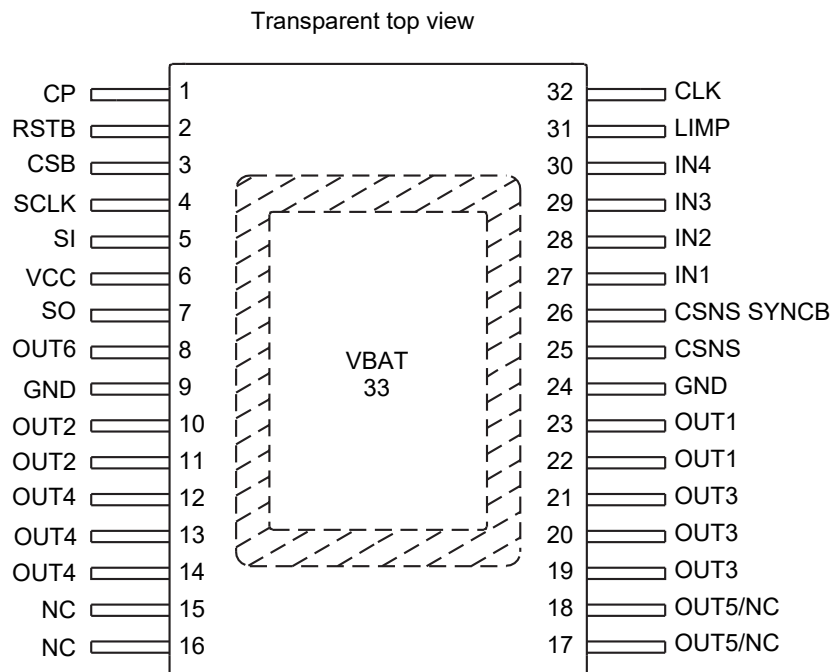 Transparent top view
CP 1 32 CLK
RSTB 2 31 LIMP
CSB 3 30 IN4
SCLK 4 29 IN3
SI 5 28 IN2
VCC 6 27 IN1
SO 7 26 CSNS SYNCB
OUT6 8 25 CSNS
VBAT
33
GND 9 24 GND
OUT2 10 23 OUT1
OUT2 11 22 OUT1
OUT4 12 21 OUT3
OUT4 13 20 OUT3
OUT4 14 19 OUT3
NC 15 18 OUT5/NC
NC 16 17 OUT5/NC